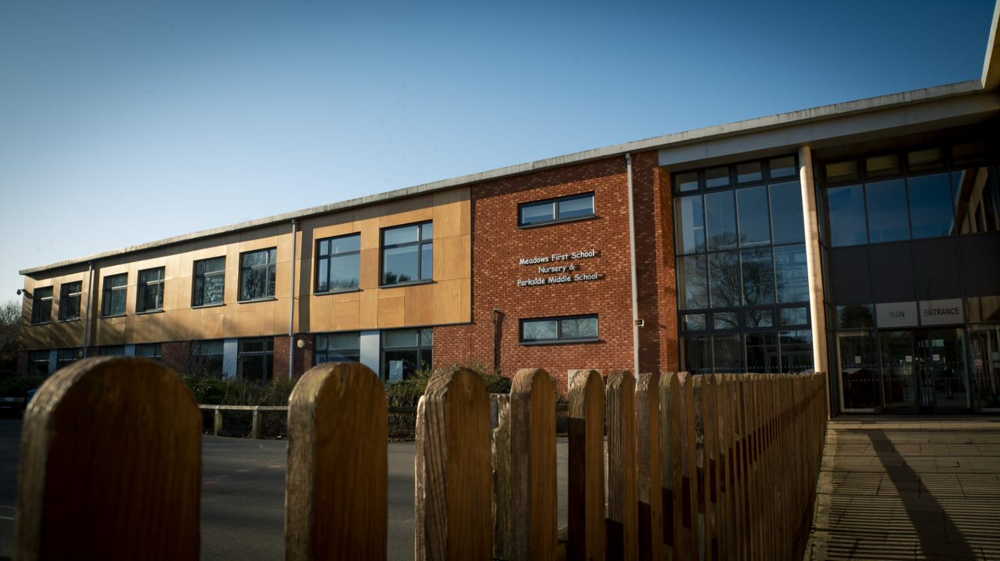 Meadows First School
Nursery &
Parkside Middle School
MAIN ENTRANCE